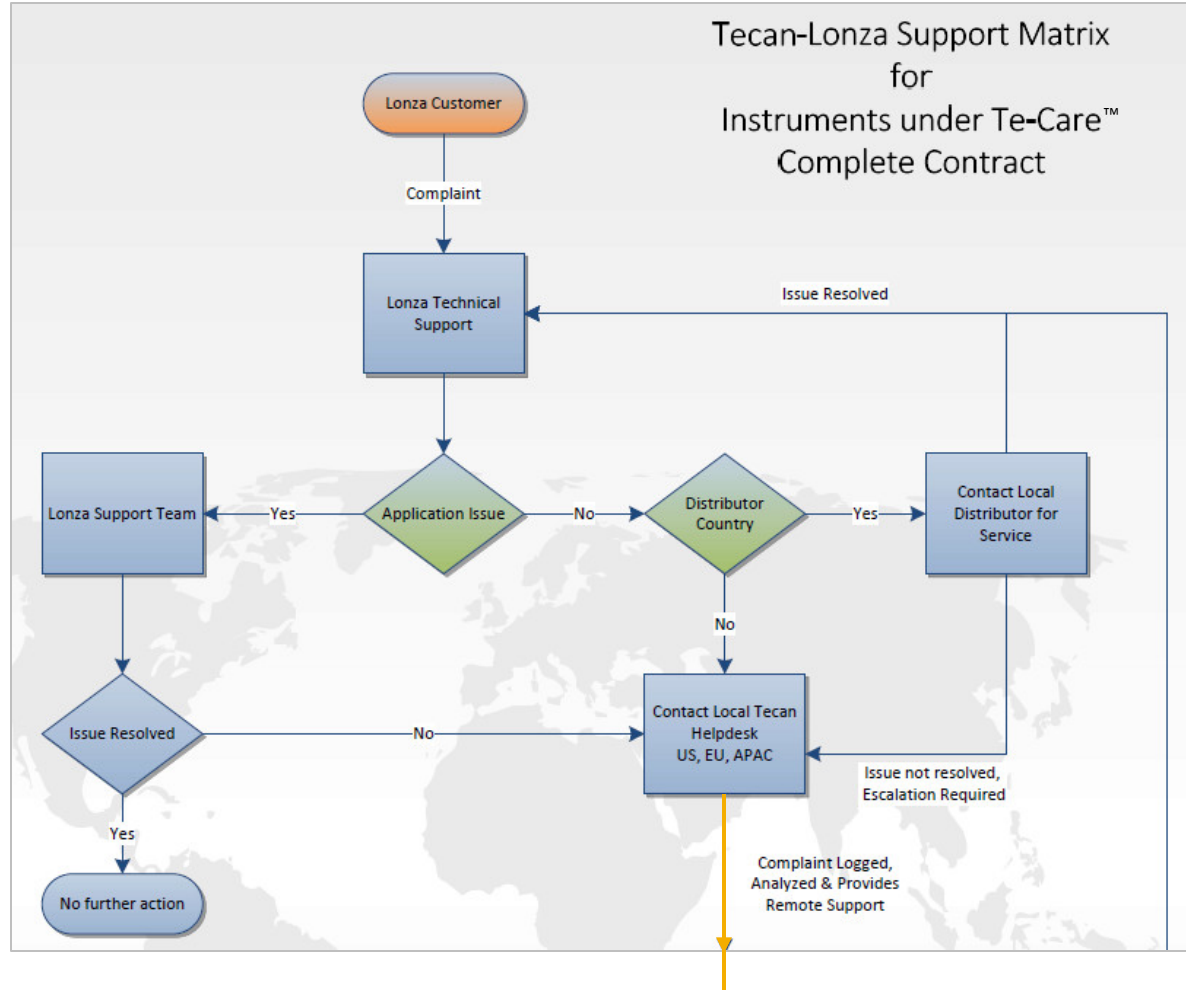 Tecan-Lonza Support Matrix
for
Instruments under Te-Care™
Complete Contract
Lonza Customer
Complaint
Lonza Technical
Support
Issue Resolved
Lonza Support Team
Yes
Application Issue
No
Distributor
Country
Yes
Contact Local
Distributor for
Service
No
Issue Resolved
No
Contact Local Tecan
Helpdesk
US, EU, APAC
Issue not resolved,
Escalation Required
Yes
No further action
Complaint Logged,
Analyzed & Provides
Remote Support